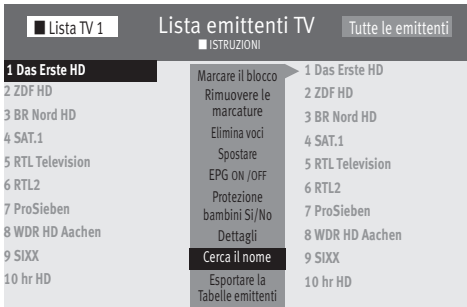 Lista TV 1
Lista emittenti TV
Tutte le emittenti
ISTRUZIONI
1 Das Erste HD
2 ZDF HD
3 BR Nord HD
4 SAT.1
5 RTL Television
6 RTL2
7 ProSieben
8 WDR HD Aachen
9 SIXX
10 hr HD
Marcare il blocco
Rimuovere le
marcature
Elimina voci
Spostare
EPG ON /OFF
Protezione
bambini Si/No
Dettagli
Cerca il nome
Esportare la
Tabelle emittenti
1 Das Erste HD
2 ZDF HD
3 BR Nord HD
4 SAT.1
5 RTL Television
6 RTL2
7 ProSieben
8 WDR HD Aachen
9 SIXX
10 hr HD